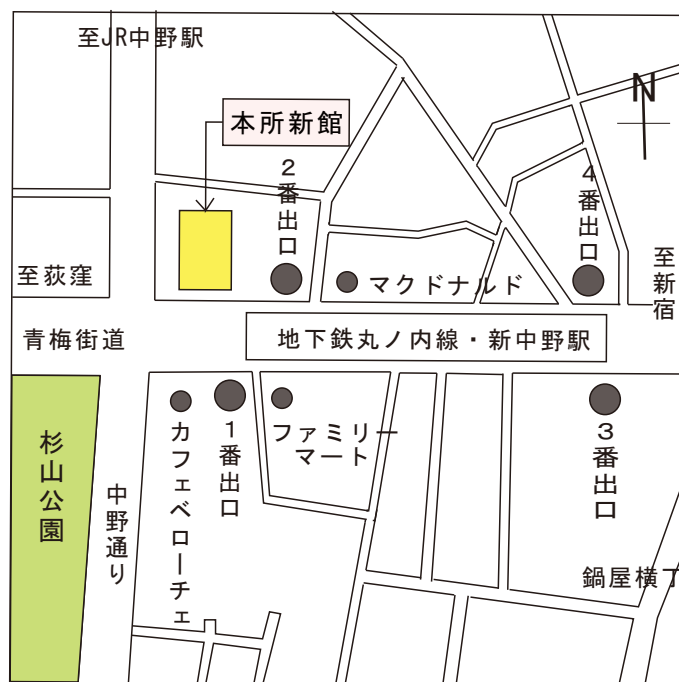 至JR中野駅
N
本所新館
2番出口
4番出口
至荻窪
マクドナルド
至新宿
青梅街道
地下鉄丸ノ内線・新中野駅
杉山公園
中野通り
カフェベローチェ
1番出口
ファミリー
マート
3番出口
鍋屋横丁